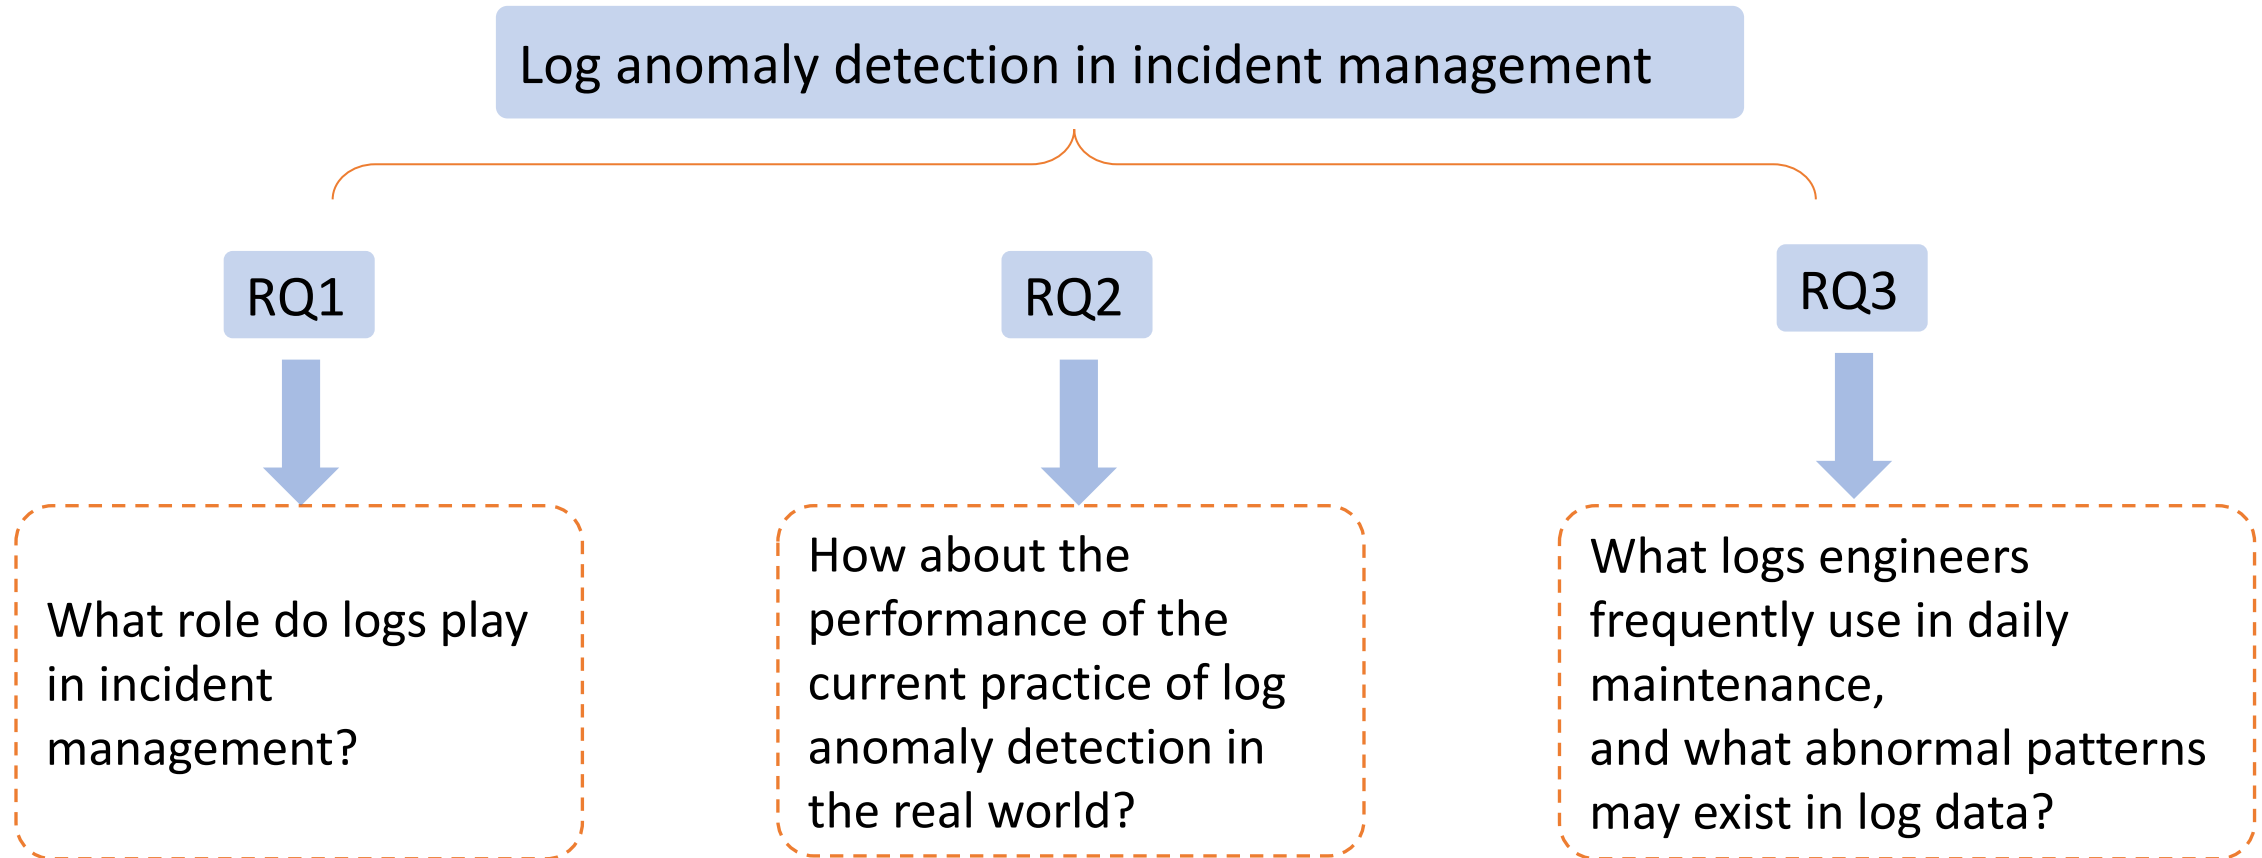 Log anomaly detection in incident management
RQ1
RQ2
RQ3
What role do logs play
in incident
management?
How about the
performance of the
current practice of log
anomaly detection in
the real world?
What logs engineers
frequently use in daily
maintenance,
and what abnormal patterns
may exist in log data?